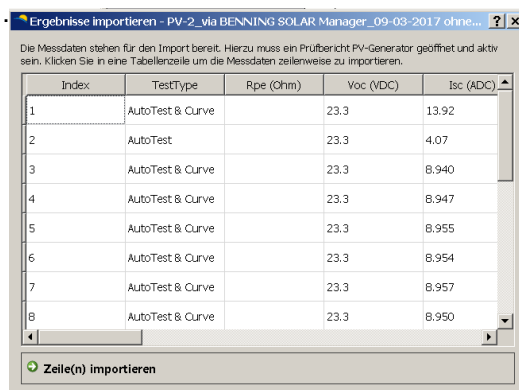 Ergebnisse importieren - PV-2_via BENNING SOLAR Manager_09-03-2017 ohne...
Die Messdaten stehen für den Import bereit. Hierzu muss ein Prüfbericht PV-Generator geöffnet und aktiv
sein. Klicken Sie in eine Tabellenzeile um die Messdaten zeilenweise zu importieren.
Index TestType Rpe (Ohm) Voc (VDC) Isc (ADC)
1 AutoTest & Curve 23.3 13.92
2 AutoTest 23.3 4.07
3 AutoTest & Curve 23.3 8.940
4 AutoTest & Curve 23.3 8.947
5 AutoTest & Curve 23.3 8.955
6 AutoTest & Curve 23.3 8.954
7 AutoTest & Curve 23.3 8.957
8 AutoTest & Curve 23.3 8.950
Zeile(n) importieren